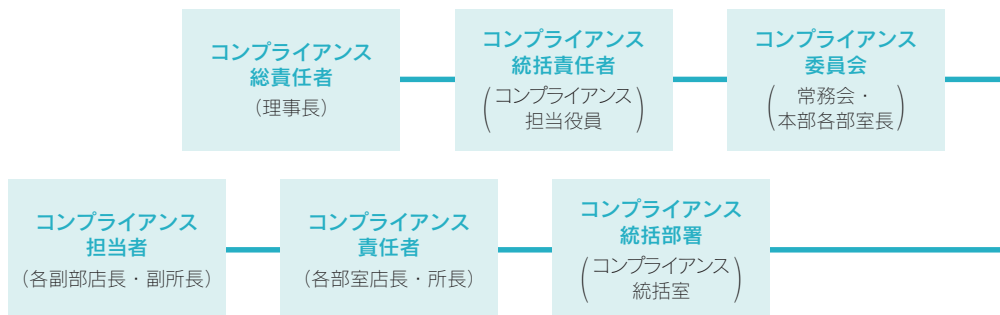 コンプライアンス
総責任者
（理事長）
コンプライアンス
統括責任者
（コンプライアンス
担当役員）
コンプライアンス
委員会
（常務会・
本部各部室長）
コンプライアンス
担当者
（各副部店長・副所長）
コンプライアンス
責任者
（各部室店長・所長）
コンプライアンス
統括部署
（コンプライアンス
統括室）